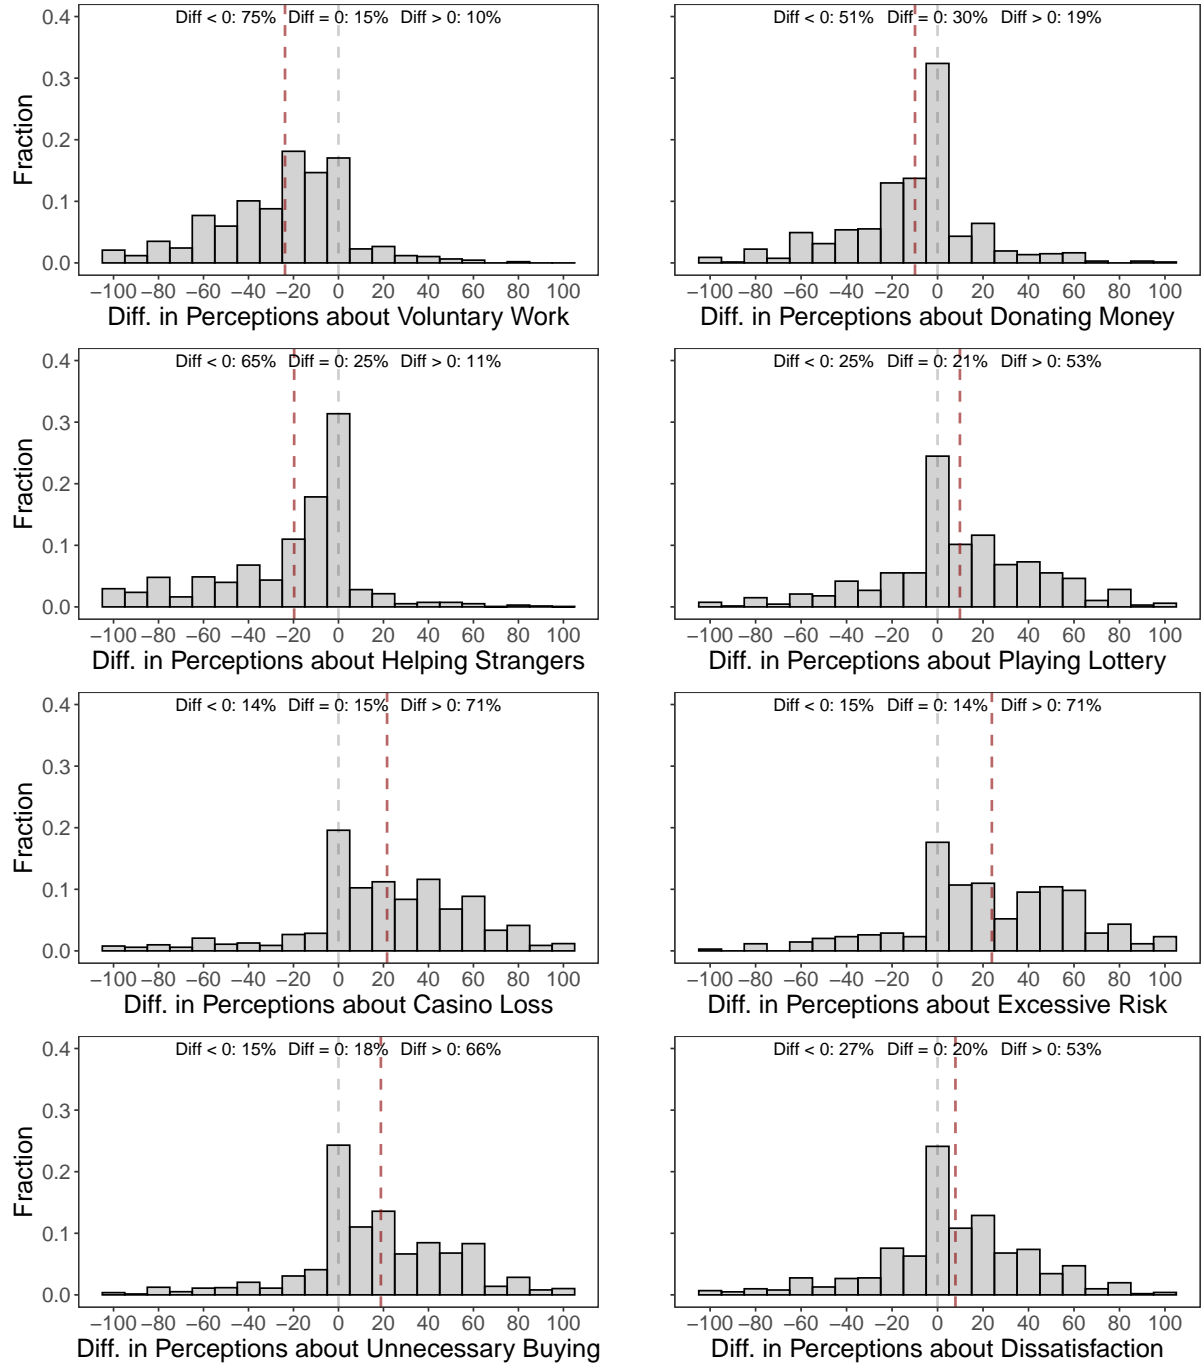 Diff < 0: 75% Diff = 0: 15% Diff > 0: 10%
0.4
0.3
0.2
0.1
0.0
Fraction
−100 −80 −60 −40 −20 0 20 40 60 80 100
Diff. in Perceptions about Voluntary Work
Diff < 0: 51% Diff = 0: 30% Diff > 0: 19%
−100 −80 −60 −40 −20 0 20 40 60 80 100
Diff. in Perceptions about Donating Money
Diff < 0: 65% Diff = 0: 25% Diff > 0: 11%
0.4
0.3
0.2
0.1
0.0
Fraction
−100 −80 −60 −40 −20 0 20 40 60 80 100
Diff. in Perceptions about Helping Strangers
Diff < 0: 25% Diff = 0: 21% Diff > 0: 53%
−100 −80 −60 −40 −20 0 20 40 60 80 100
Diff. in Perceptions about Playing Lottery
Diff < 0: 14% Diff = 0: 15% Diff > 0: 71%
0.4
0.3
0.2
0.1
0.0
Fraction
−100 −80 −60 −40 −20 0 20 40 60 80 100
Diff. in Perceptions about Casino Loss
Diff < 0: 15% Diff = 0: 14% Diff > 0: 71%
−100 −80 −60 −40 −20 0 20 40 60 80 100
Diff. in Perceptions about Excessive Risk
Diff < 0: 15% Diff = 0: 18% Diff > 0: 66%
0.4
0.3
0.2
0.1
0.0
Fraction
−100 −80 −60 −40 −20 0 20 40 60 80 100
Diff. in Perceptions about Unnecessary Buying
Diff < 0: 27% Diff = 0: 20% Diff > 0: 53%
−100 −80 −60 −40 −20 0 20 40 60 80 100
Diff. in Perceptions about Dissatisfaction